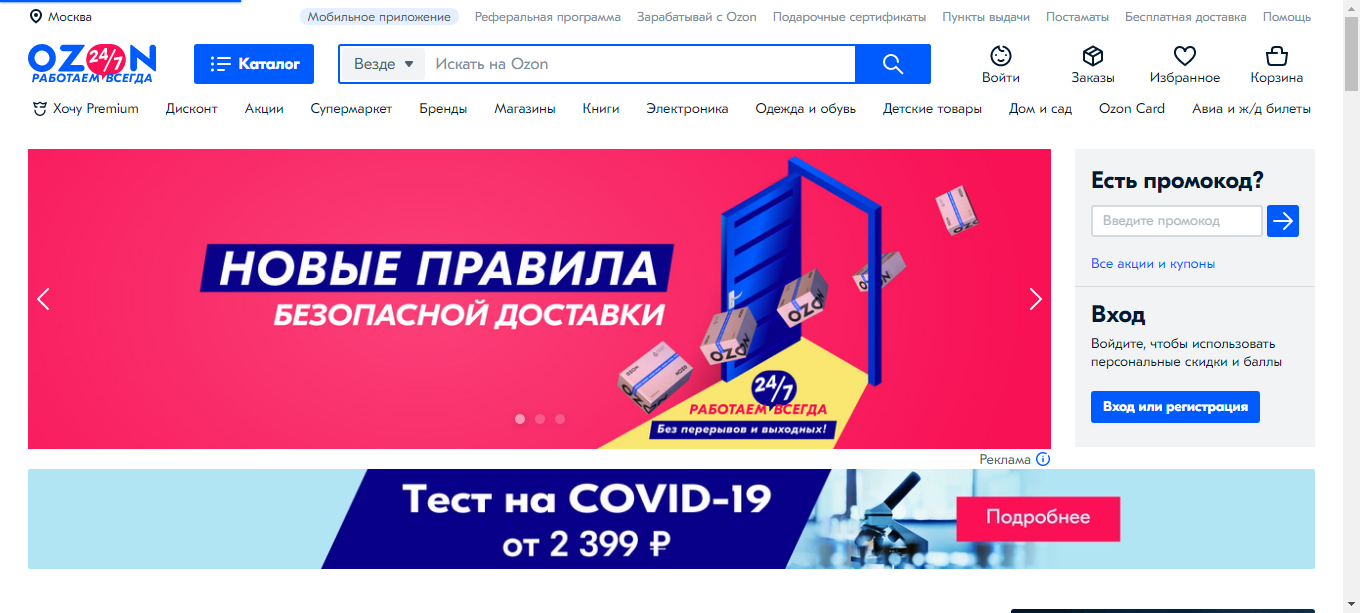 Москва
Мобильное приложение
Реферальная программа
Зарабатывай с Ozon
Подарочные сертификаты
Пункты выдачи
Постаматы
Бесплатная доставка
Помощь
OZON
24/7
РАБОТАЕМ ВСЕГДА
Каталог
Везде
Искать на Ozon
Войти
Заказы
Избранное
Корзина
Хочу Premium
Дисконт
Акции
Супермаркет
Бренды
Магазины
Книги
Электроника
Одежда и обувь
Детские товары
Дом и сад
Ozon Card
Авиа и ж/д билеты
НОВЫЕ ПРАВИЛА
БЕЗОПАСНОЙ ДОСТАВКИ
OZON
OZON
OZON
OZON
24/7
РАБОТАЕМ ВСЕГДА
Без перерывов и выходных!
Есть промокод?
Введите промокод
Все акции и купоны
Вход
Войдите, чтобы использовать
персональные скидки и баллы
Вход или регистрация
Реклама
Тест на COVID-19
от 2 399 ₽
Подробнее